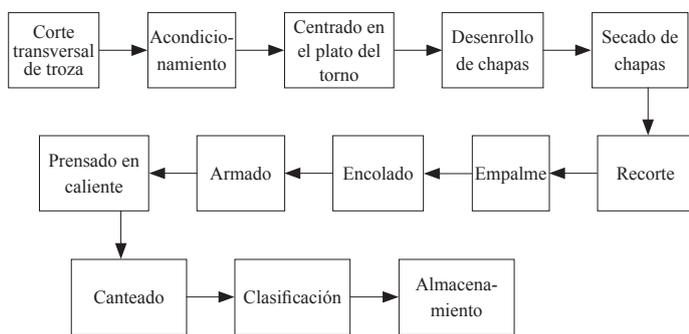 Corte
transversal
de troza
Acondicio-
namiento
Centrado en
el plato del
torno
Desenrollo
de chapas
Secado de
chapas
Recorte
Empalme
Encolado
Armado
Prensado en
caliente
Canteado
Clasificación
Almacena-
miento